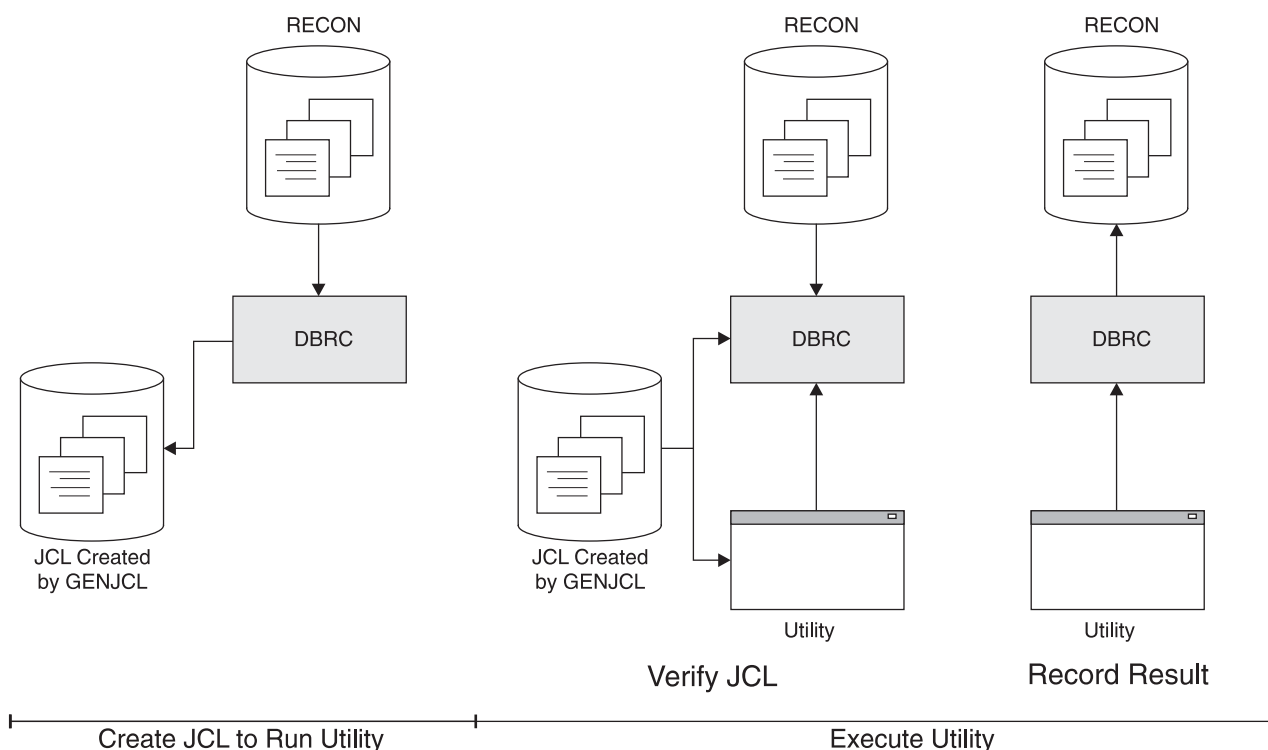 RECON
DBRC
JCL Created
by GENJCL
Create JCL to Run Utility
RECON
DBRC
JCL Created
by GENJCL
Utility
Verify JCL
RECON
DBRC
Utility
Record Result
Execute Utility